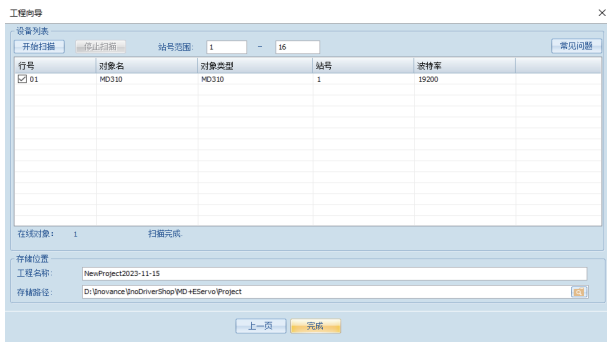 工程向导
设备列表
开始扫描 停止扫描 站号范围: 1 - 16 常见问题
行号 对象名 对象类型 站号 波特率
01 MD310 MD310 1 19200
在线对象: 1 扫描完成.
存储位置
工程名称: NewProject2023-11-15
存储路径: D:\Inovance\InoDriverShop\MD+EServo\Project
上一页 完成